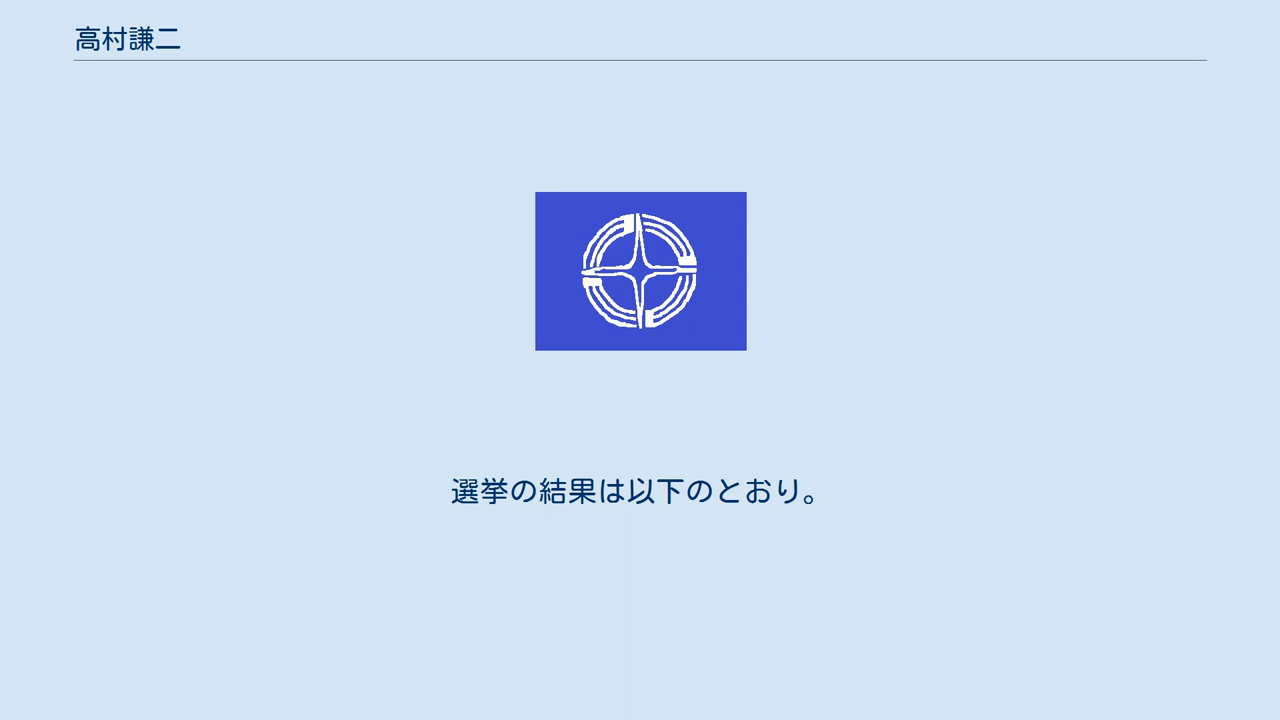 高村謙二
選挙の結果は以下のとおり。